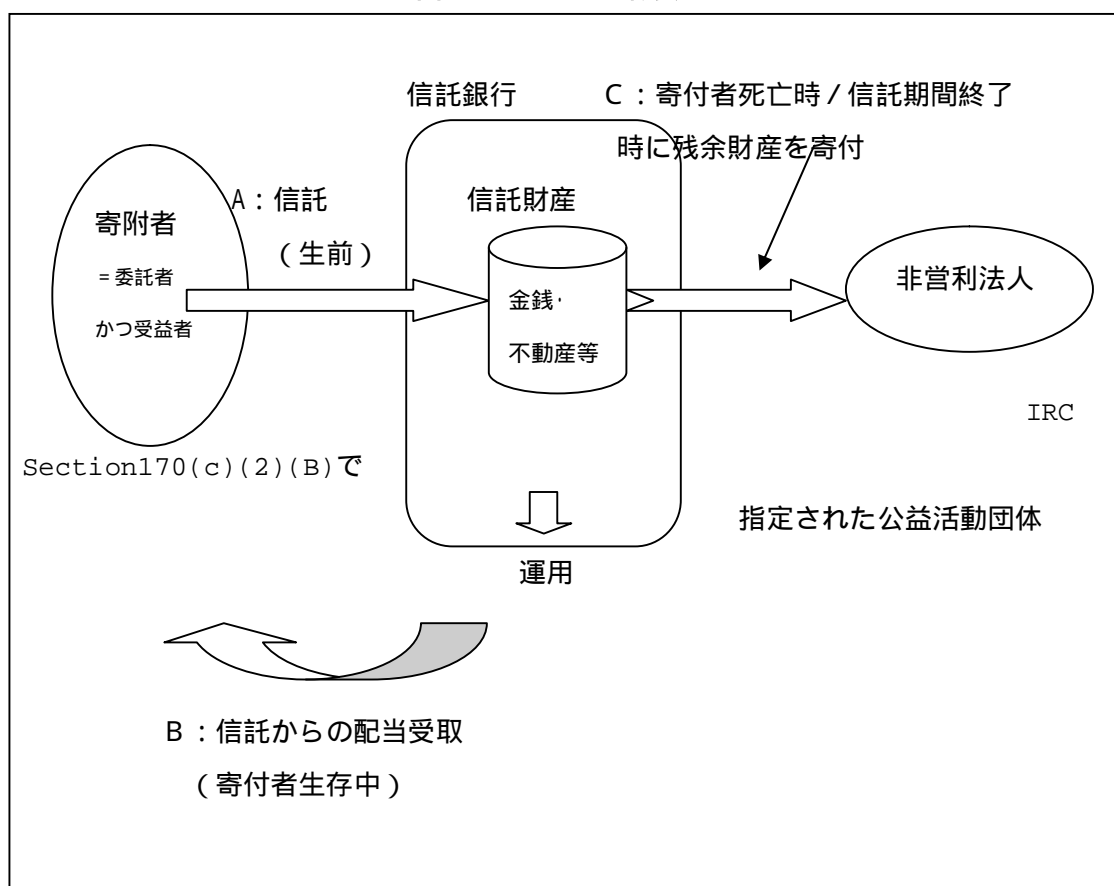 信託銀行
C：寄付者死亡時/信託期間終了
時に残余財産を寄付
寄附者
=委託者
かつ受益者
A：信託
(生前)
信託財産
金銭・
不動産等
非営利法人
IRC
Section170(c)(2)(B)で
指定された公益活動団体
運用
B：信託からの配当受取
(寄付者生存中)